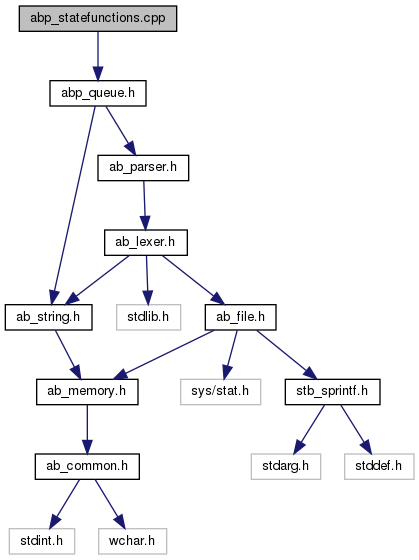 abp_statefunctions.cpp
abp_queue.h
ab_parser.h
ab_lexer.h
ab_string.h
stdlib.h
ab_file.h
ab_memory.h
sys/stat.h
stb_sprintf.h
ab_common.h
stdarg.h
stddef.h
stdint.h
wchar.h